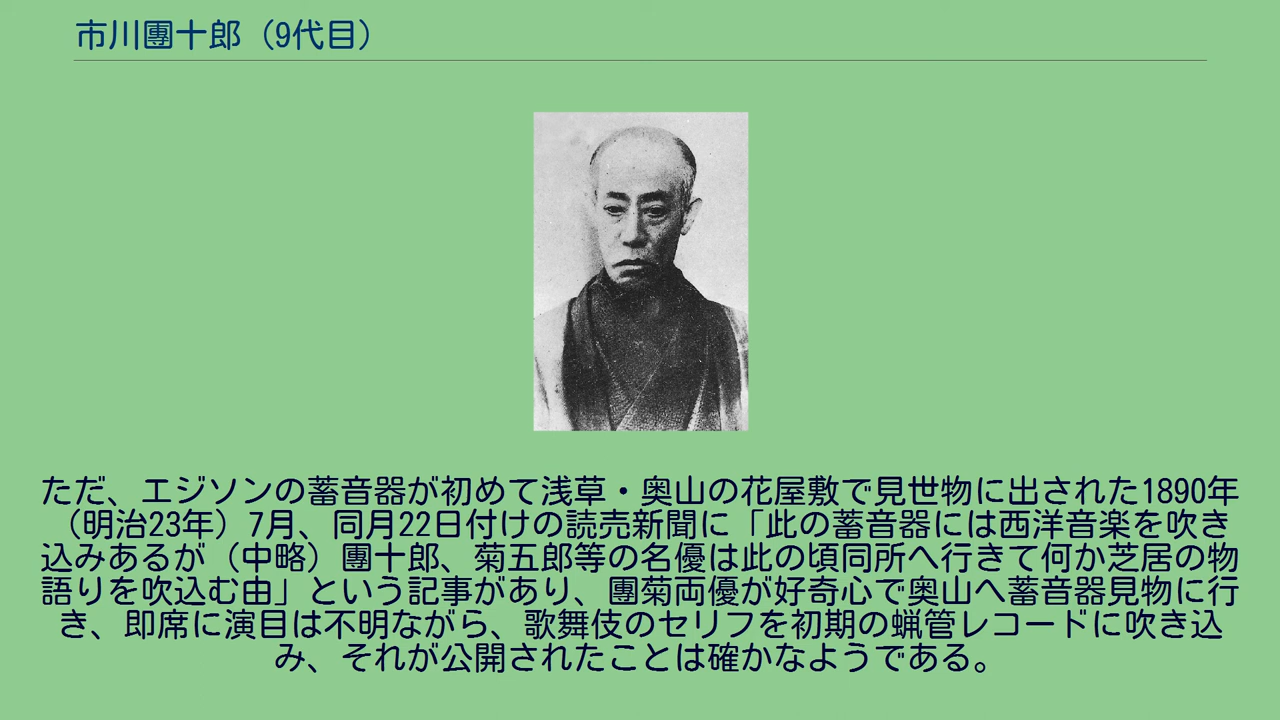 市川團十郎（9代目）
ただ、エジソンの蓄音器が初めて浅草・奥山の花屋敷で見世物に出された1890年
（明治23年）7月、同月22日付けの読売新聞に「此の蓄音器には西洋音楽を吹き
込みあるが（中略）團十郎、菊五郎等の名優は此の頃同所へ行きて何か芝居の物
語りを吹込む由」という記事があり、團菊両優が好奇心で奥山へ蓄音器見物に行
き、即席に演目は不明ながら、歌舞伎のセリフを初期の蝋管レコードに吹き込
み、それが公開されたことは確かなようである。